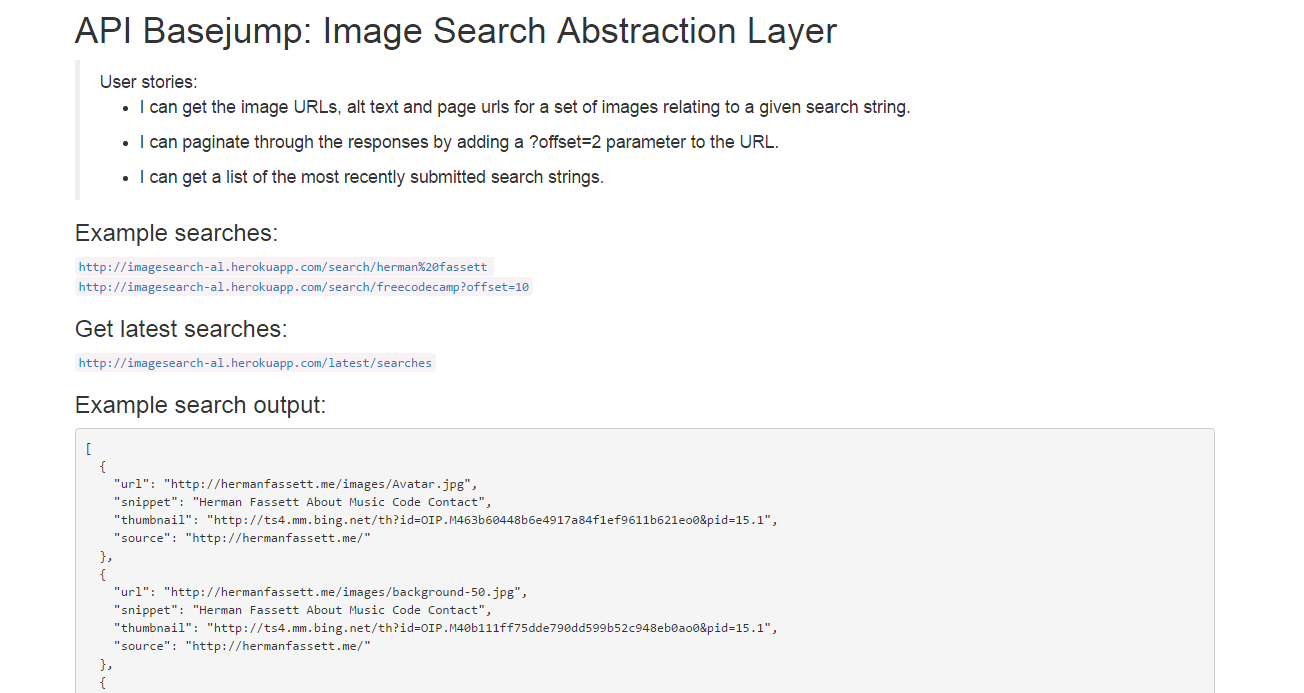 API Basejump: Image Search Abstraction Layer
User stories:
I can get the image URLs, alt text and page urls for a set of images relating to a given search string.
I can paginate through the responses by adding a ?offset=2 parameter to the URL.
I can get a list of the most recently submitted search strings.
Example searches:
http://imagesearch-al.herokuapp.com/search/herman%20fassett
http://imagesearch-al.herokuapp.com/search/freecodecamp?offset=10
Get latest searches:
http://imagesearch-al.herokuapp.com/latest/searches
Example search output:
[
{
"url": "http://hermanfassett.me/images/Avatar.jpg",
"snippet": "Herman Fassett About Music Code Contact",
"thumbnail": "http://ts4.mm.bing.net/th?id=OIP.M463b60448b6e4917a84f1ef9611b621eo0&pid=15.1",
"source": "http://hermanfassett.me/"
},
{
"url": "http://hermanfassett.me/images/background-50.jpg",
"snippet": "Herman Fassett About Music Code Contact",
"thumbnail": "http://ts4.mm.bing.net/th?id=OIP.M40b111ff75dde790dd599b52c948eb0ao0&pid=15.1",
"source": "http://hermanfassett.me/"
},
{